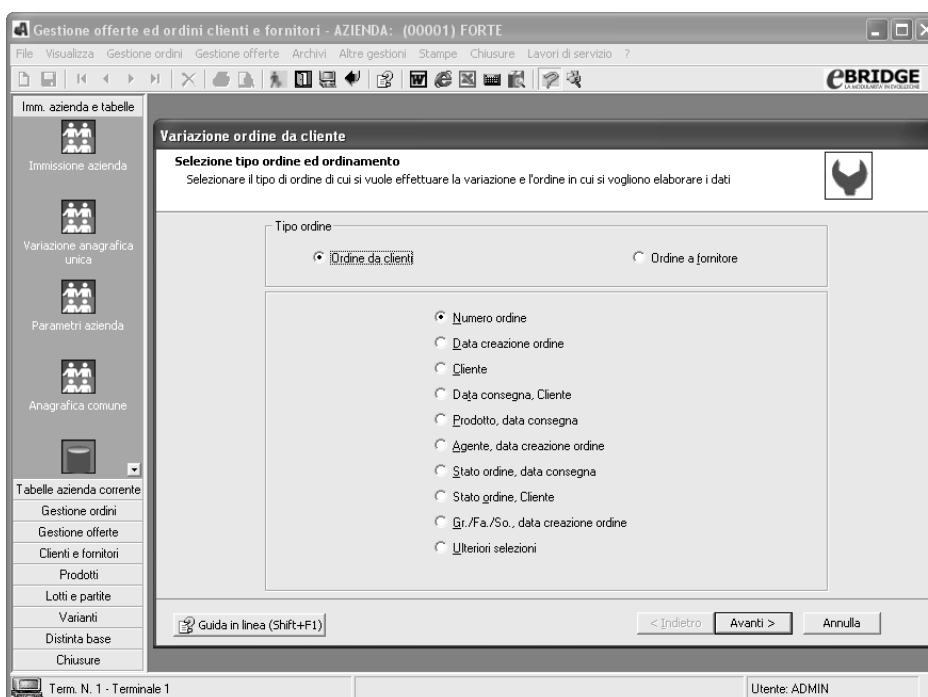 Gestione offerte ed ordini clienti e fornitori - AZIENDA: (00001) FORTE
File Visualizza Gestione ordini Gestione offerte Archivi Altre gestioni Stampe Chiusure Lavori di servizio ?
eBRIDGE
LA MODULARITA' IN EVOLUZIONE
Imm. azienda e tabelle
Immissione azienda
Variazione anagrafica
unica
Parametri azienda
Anagrafica comune
Tabelle azienda corrente
Gestione ordini
Gestione offerte
Clienti e fornitori
Prodotti
Lotti e partite
Varianti
Distinta base
Chiusure
Variazione ordine da cliente
Selezione tipo ordine ed ordinamento
Selezionare il tipo di ordine di cui si vuole effettuare la variazione e l'ordine in cui si vogliono elaborare i dati
Tipo ordine
Ordine da clienti
Ordine a fornitore
Numero ordine
Data creazione ordine
Cliente
Data consegna, Cliente
Prodotto, data consegna
Agente, data creazione ordine
Stato ordine, data consegna
Stato ordine, Cliente
Gr./Fa./So., data creazione ordine
Ulteriori selezioni
Guida in linea (Shift+F1)
< Indietro
Avanti >
Annulla
Term. N. 1 - Terminale 1
Utente: ADMIN